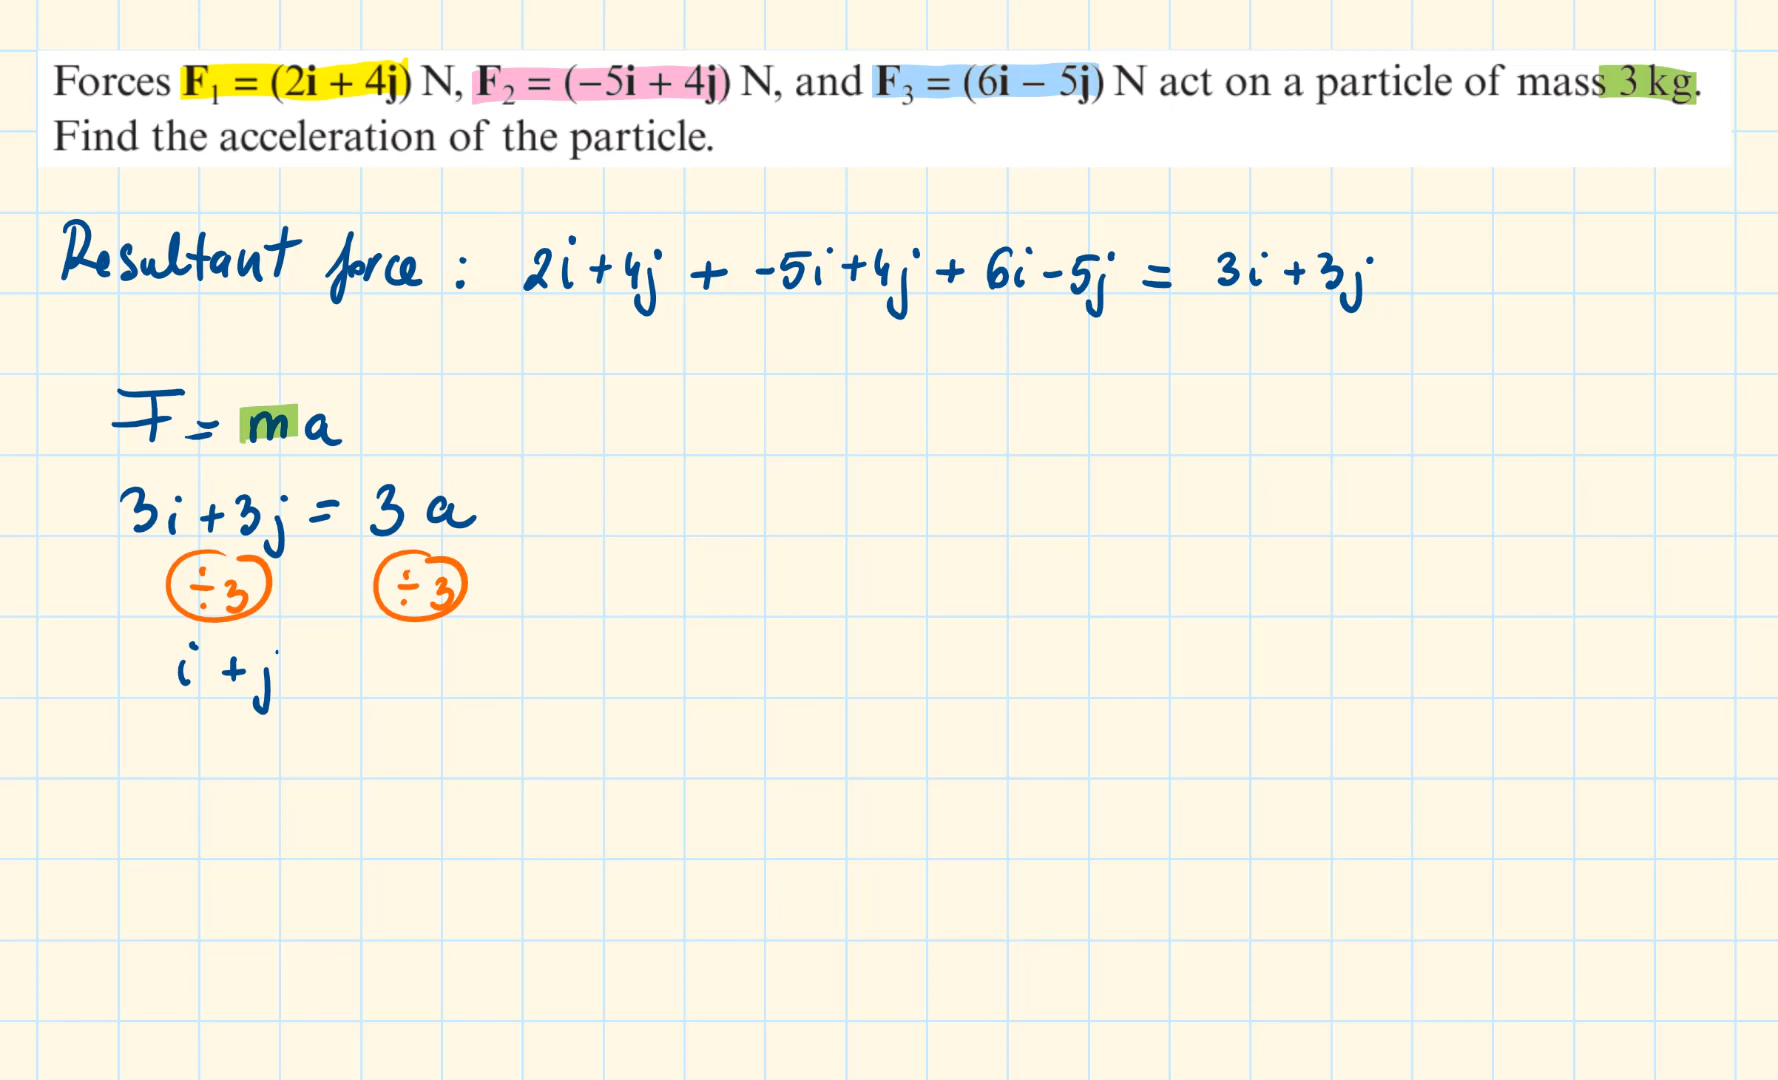 Forces F₁ = (2i + 4j) N, F₂ = (−5i + 4j) N, and F₃ = (6i − 5j) N act on a particle of mass 3 kg.
Find the acceleration of the particle.
Resultant force : 2i+4j + -5i+4j + 6i-5j = 3i+3j
F = ma
3i+3j = 3a
÷3 ÷3
i + j